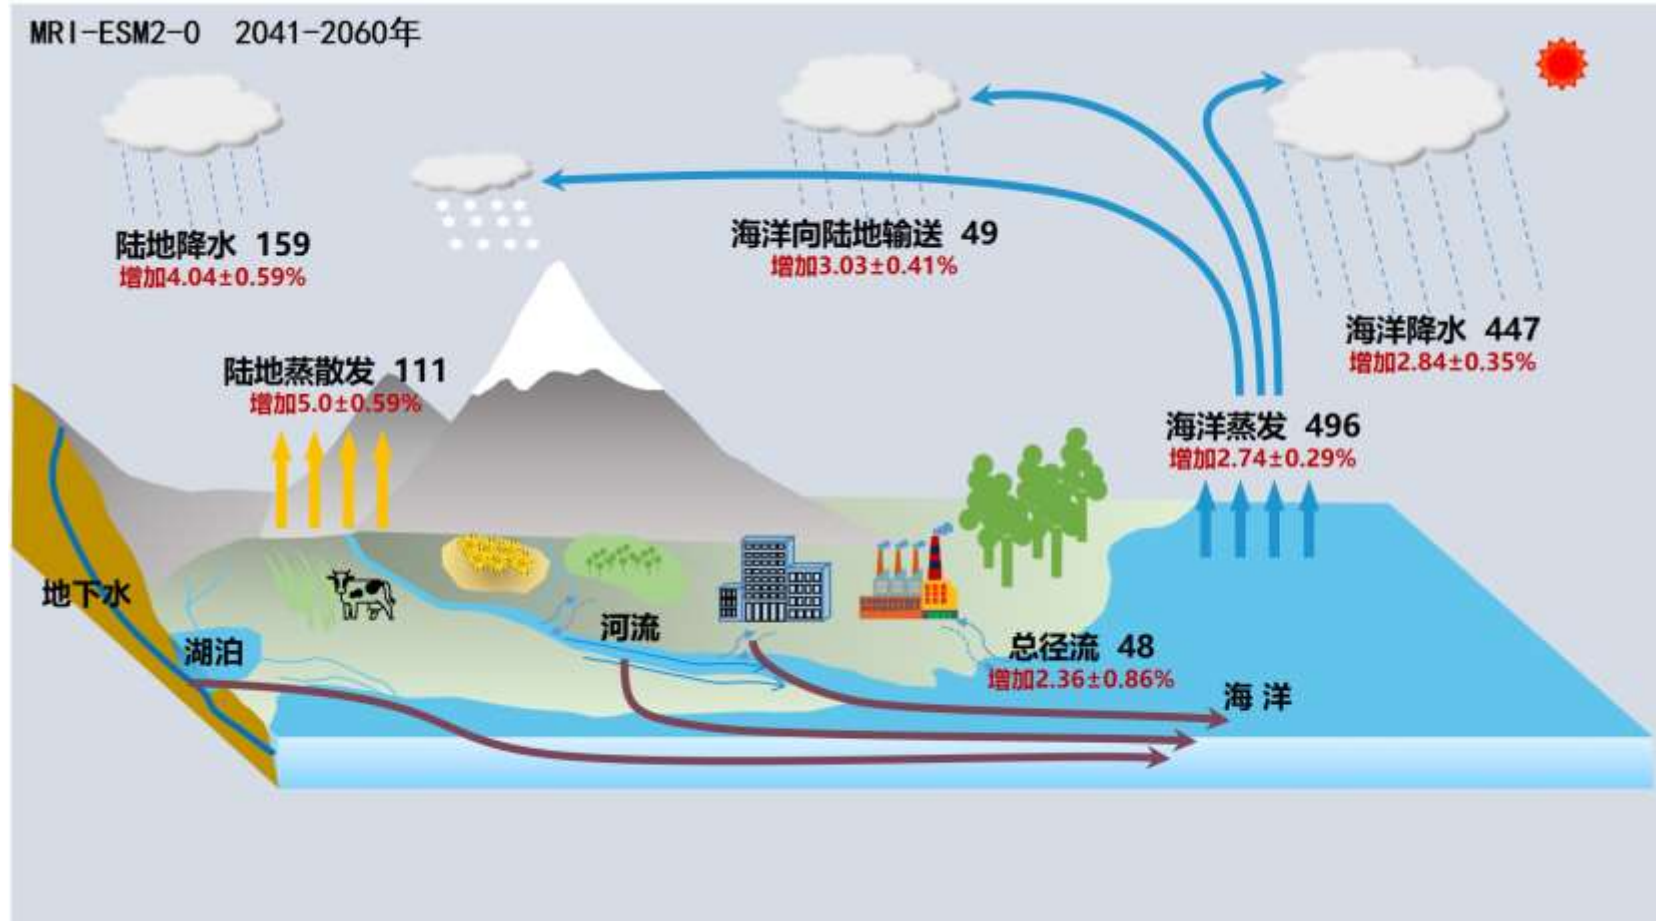 MRI-ESM2-0 2041-2060年
陆地降水 159
增加4.04±0.59%
海洋向陆地输送 49
增加3.03±0.41%
海洋降水 447
增加2.84±0.35%
陆地蒸散发 111
增加5.0±0.59%
海洋蒸发 496
增加2.74±0.29%
地下水
湖泊
河流
总径流 48
增加2.36±0.86%
海 洋